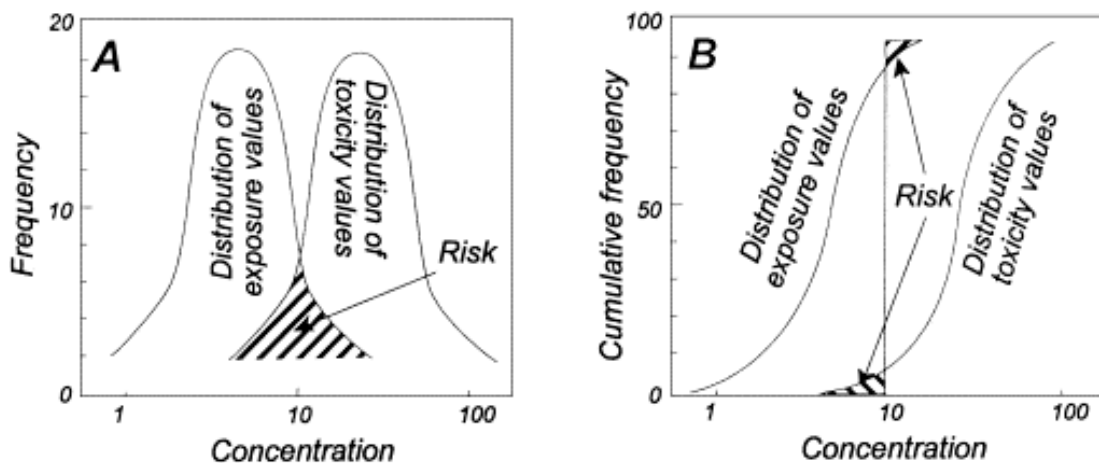 A
20
10
0
Frequency
Distribution of
exposure values
Distribution of
toxicity values
Risk
1
10
100
Concentration
B
100
50
0
Cumulative frequency
Distribution of
exposure values
Risk
Distribution of
toxicity values
1
10
100
Concentration